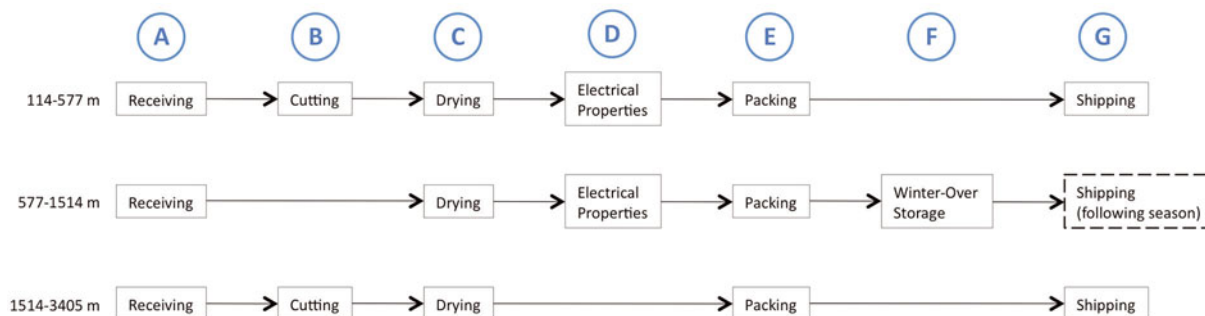 A B C D E F G
114-577 m Receiving Cutting Drying Electrical Properties Packing Shipping
577-1514 m Receiving Drying Electrical Properties Packing Winter-Over Storage Shipping (following season)
1514-3405 m Receiving Cutting Drying Packing Shipping